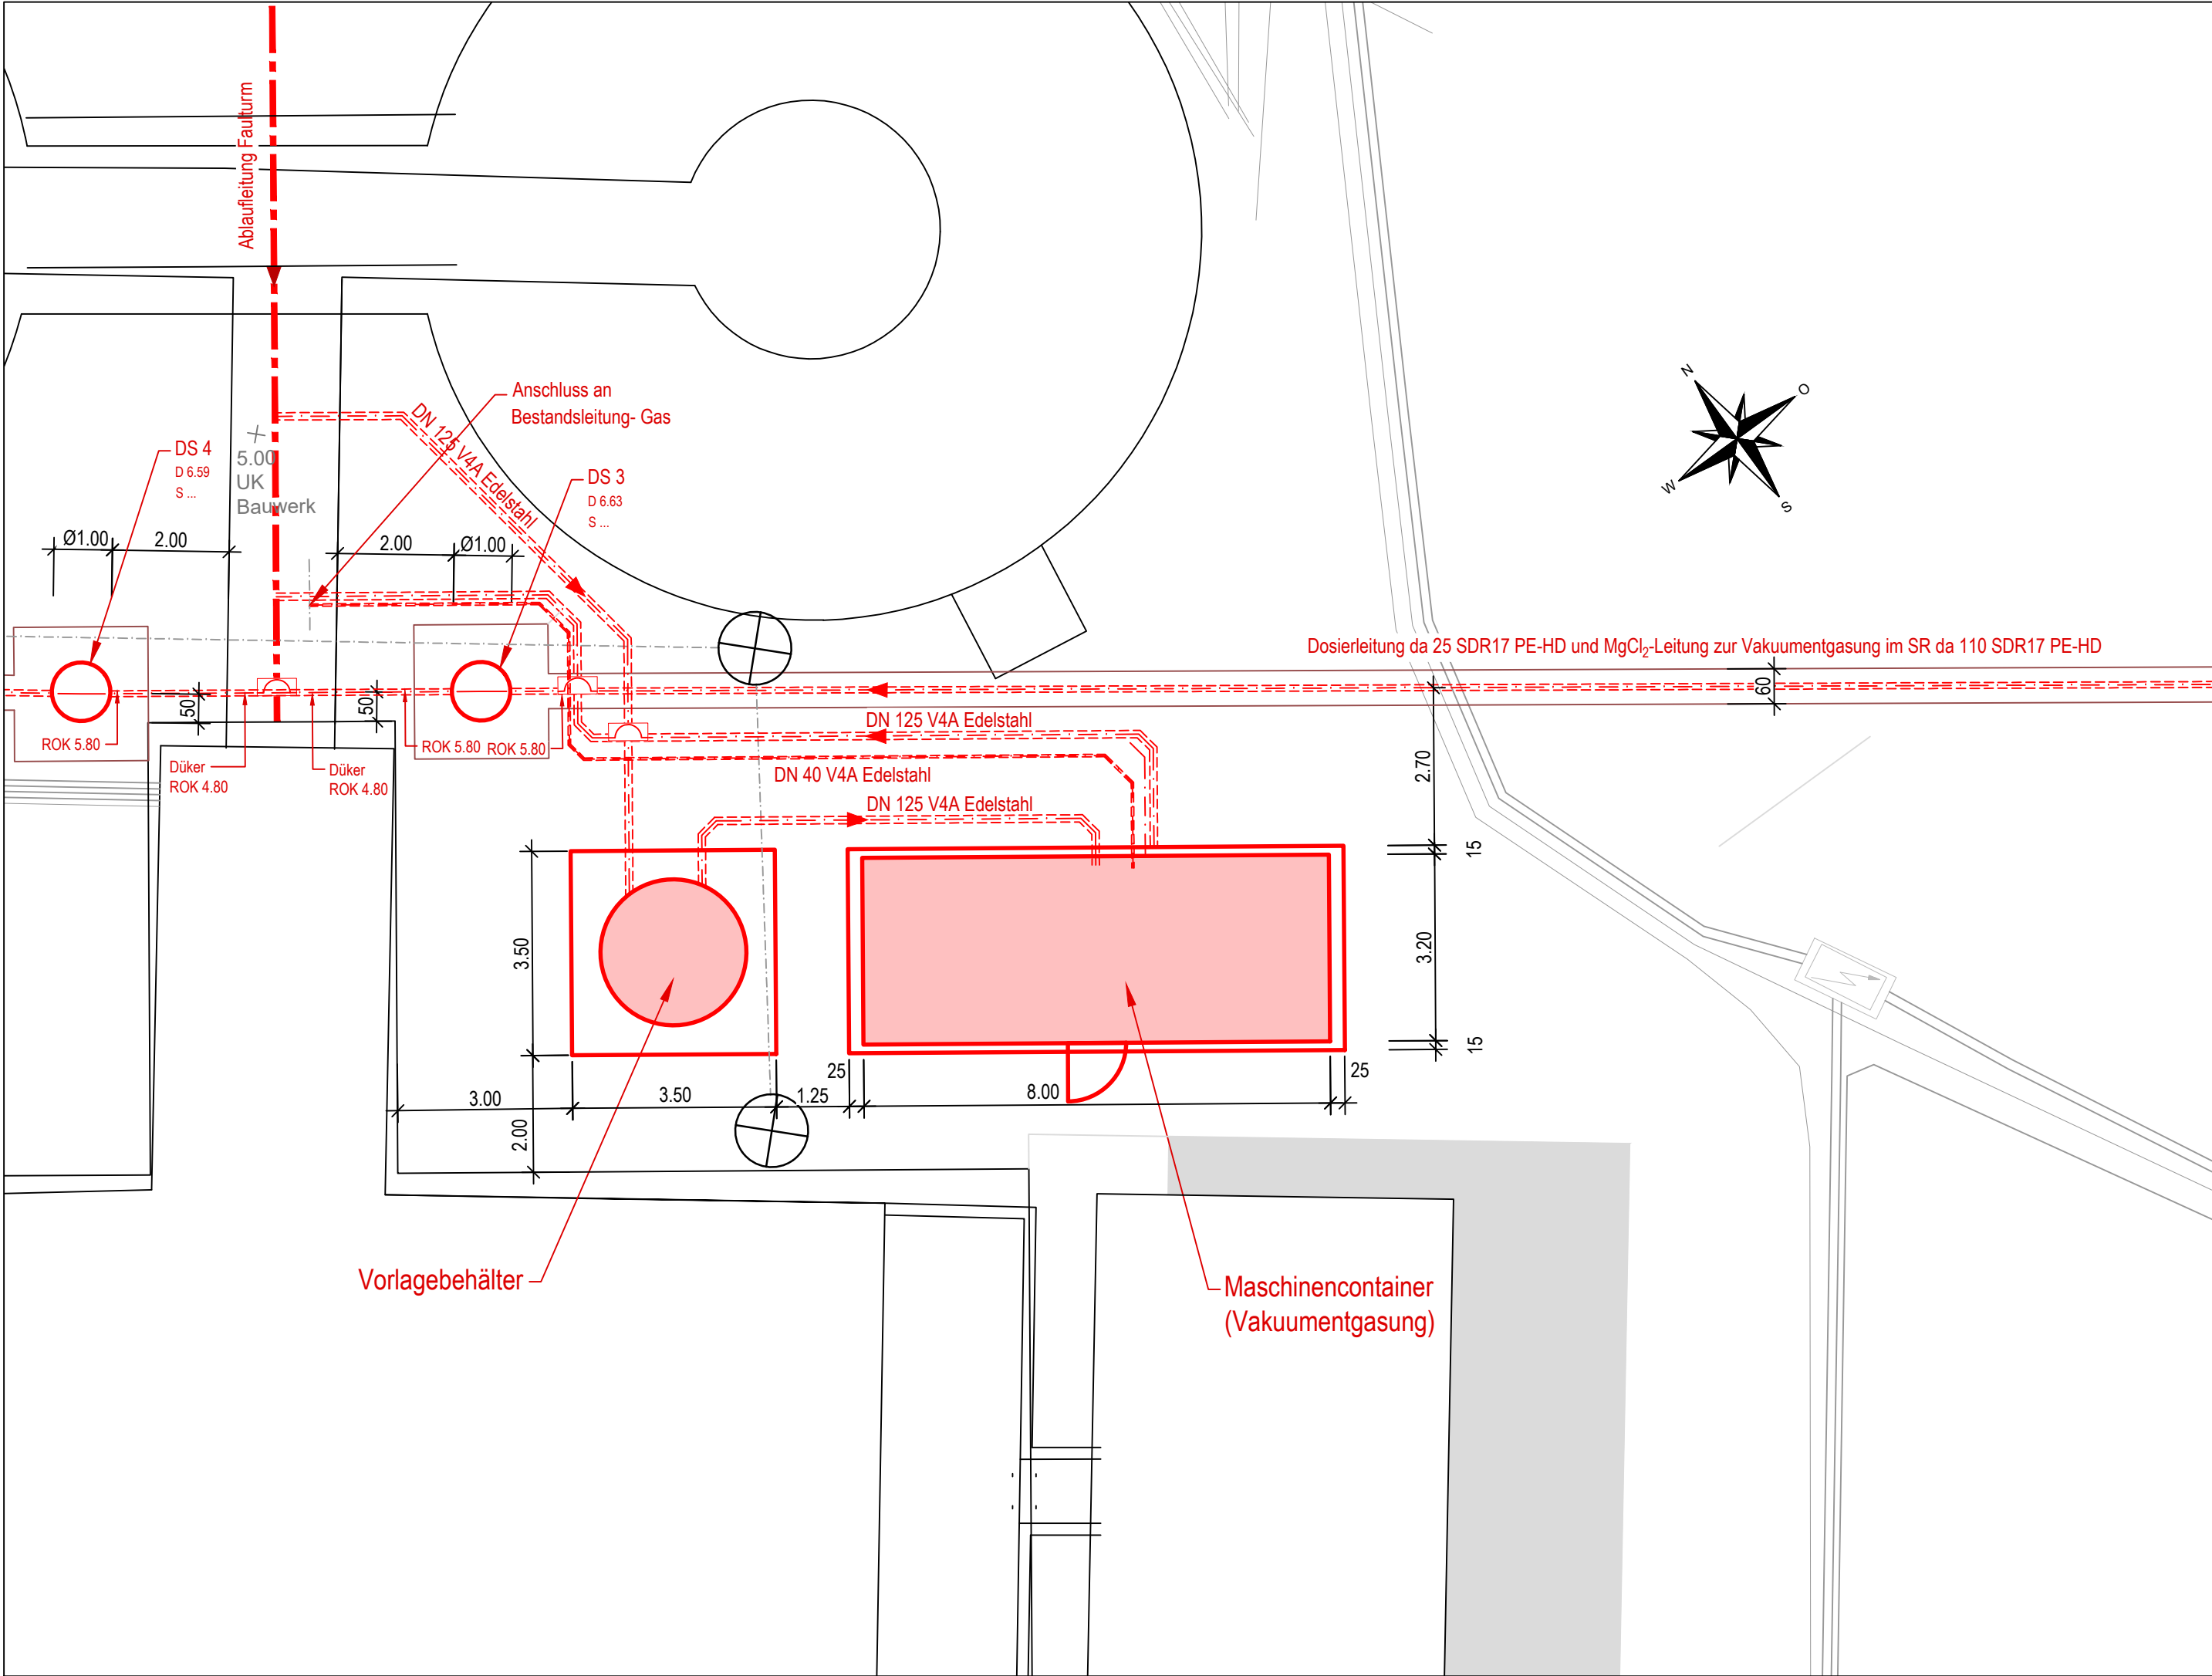 Ablaufleitung Faulturm
Anschluss an
Bestandsleitung- Gas
DN 125 V4A Edelstahl
DS 4
D 6.59
S ...
5.00
UK
Bauwerk
DS 3
D 6.63
S ...
N
O
W
S
Ø1.00
2.00
2.00
Ø1.00
Dosierleitung da 25 SDR17 PE-HD und MgCl₂-Leitung zur Vakuumentgasung im SR da 110 SDR17 PE-HD
60
50
50
ROK 5.80
ROK 5.80
ROK 5.80
Düker
ROK 4.80
Düker
ROK 4.80
DN 125 V4A Edelstahl
DN 40 V4A Edelstahl
DN 125 V4A Edelstahl
2.70
15
3.20
15
3.50
2.00
3.00
3.50
1.25
25
8.00
25
Vorlagebehälter
Maschinencontainer
(Vakuumentgasung)